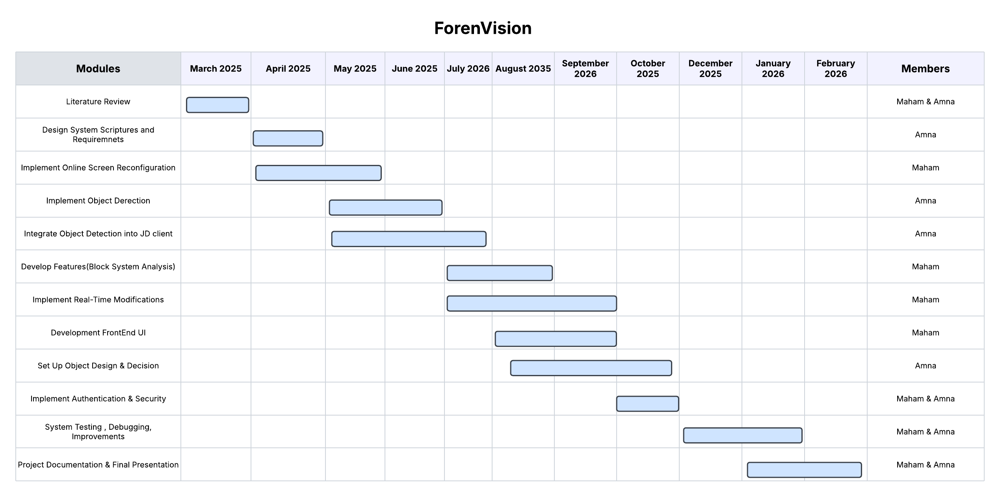 ForenVision
Modules
March 2025
April 2025
May 2025
June 2025
July 2026
August 2035
September
2026
October
2025
December
2025
January
2026
February
2026
Members
Literature Review
Maham & Amna
Design System Scriptures and
Requiremnets
Amna
Implement Online Screen Reconfiguration
Maham
Implement Object Derection
Amna
Integrate Object Detection into JD client
Amna
Develop Features(Block System Analysis)
Maham
Implement Real-Time Modifications
Maham
Development FrontEnd UI
Maham
Set Up Object Design & Decision
Amna
Implement Authentication & Security
Maham & Amna
System Testing , Debugging,
Improvements
Maham & Amna
Project Documentation & Final Presentation
Maham & Amna